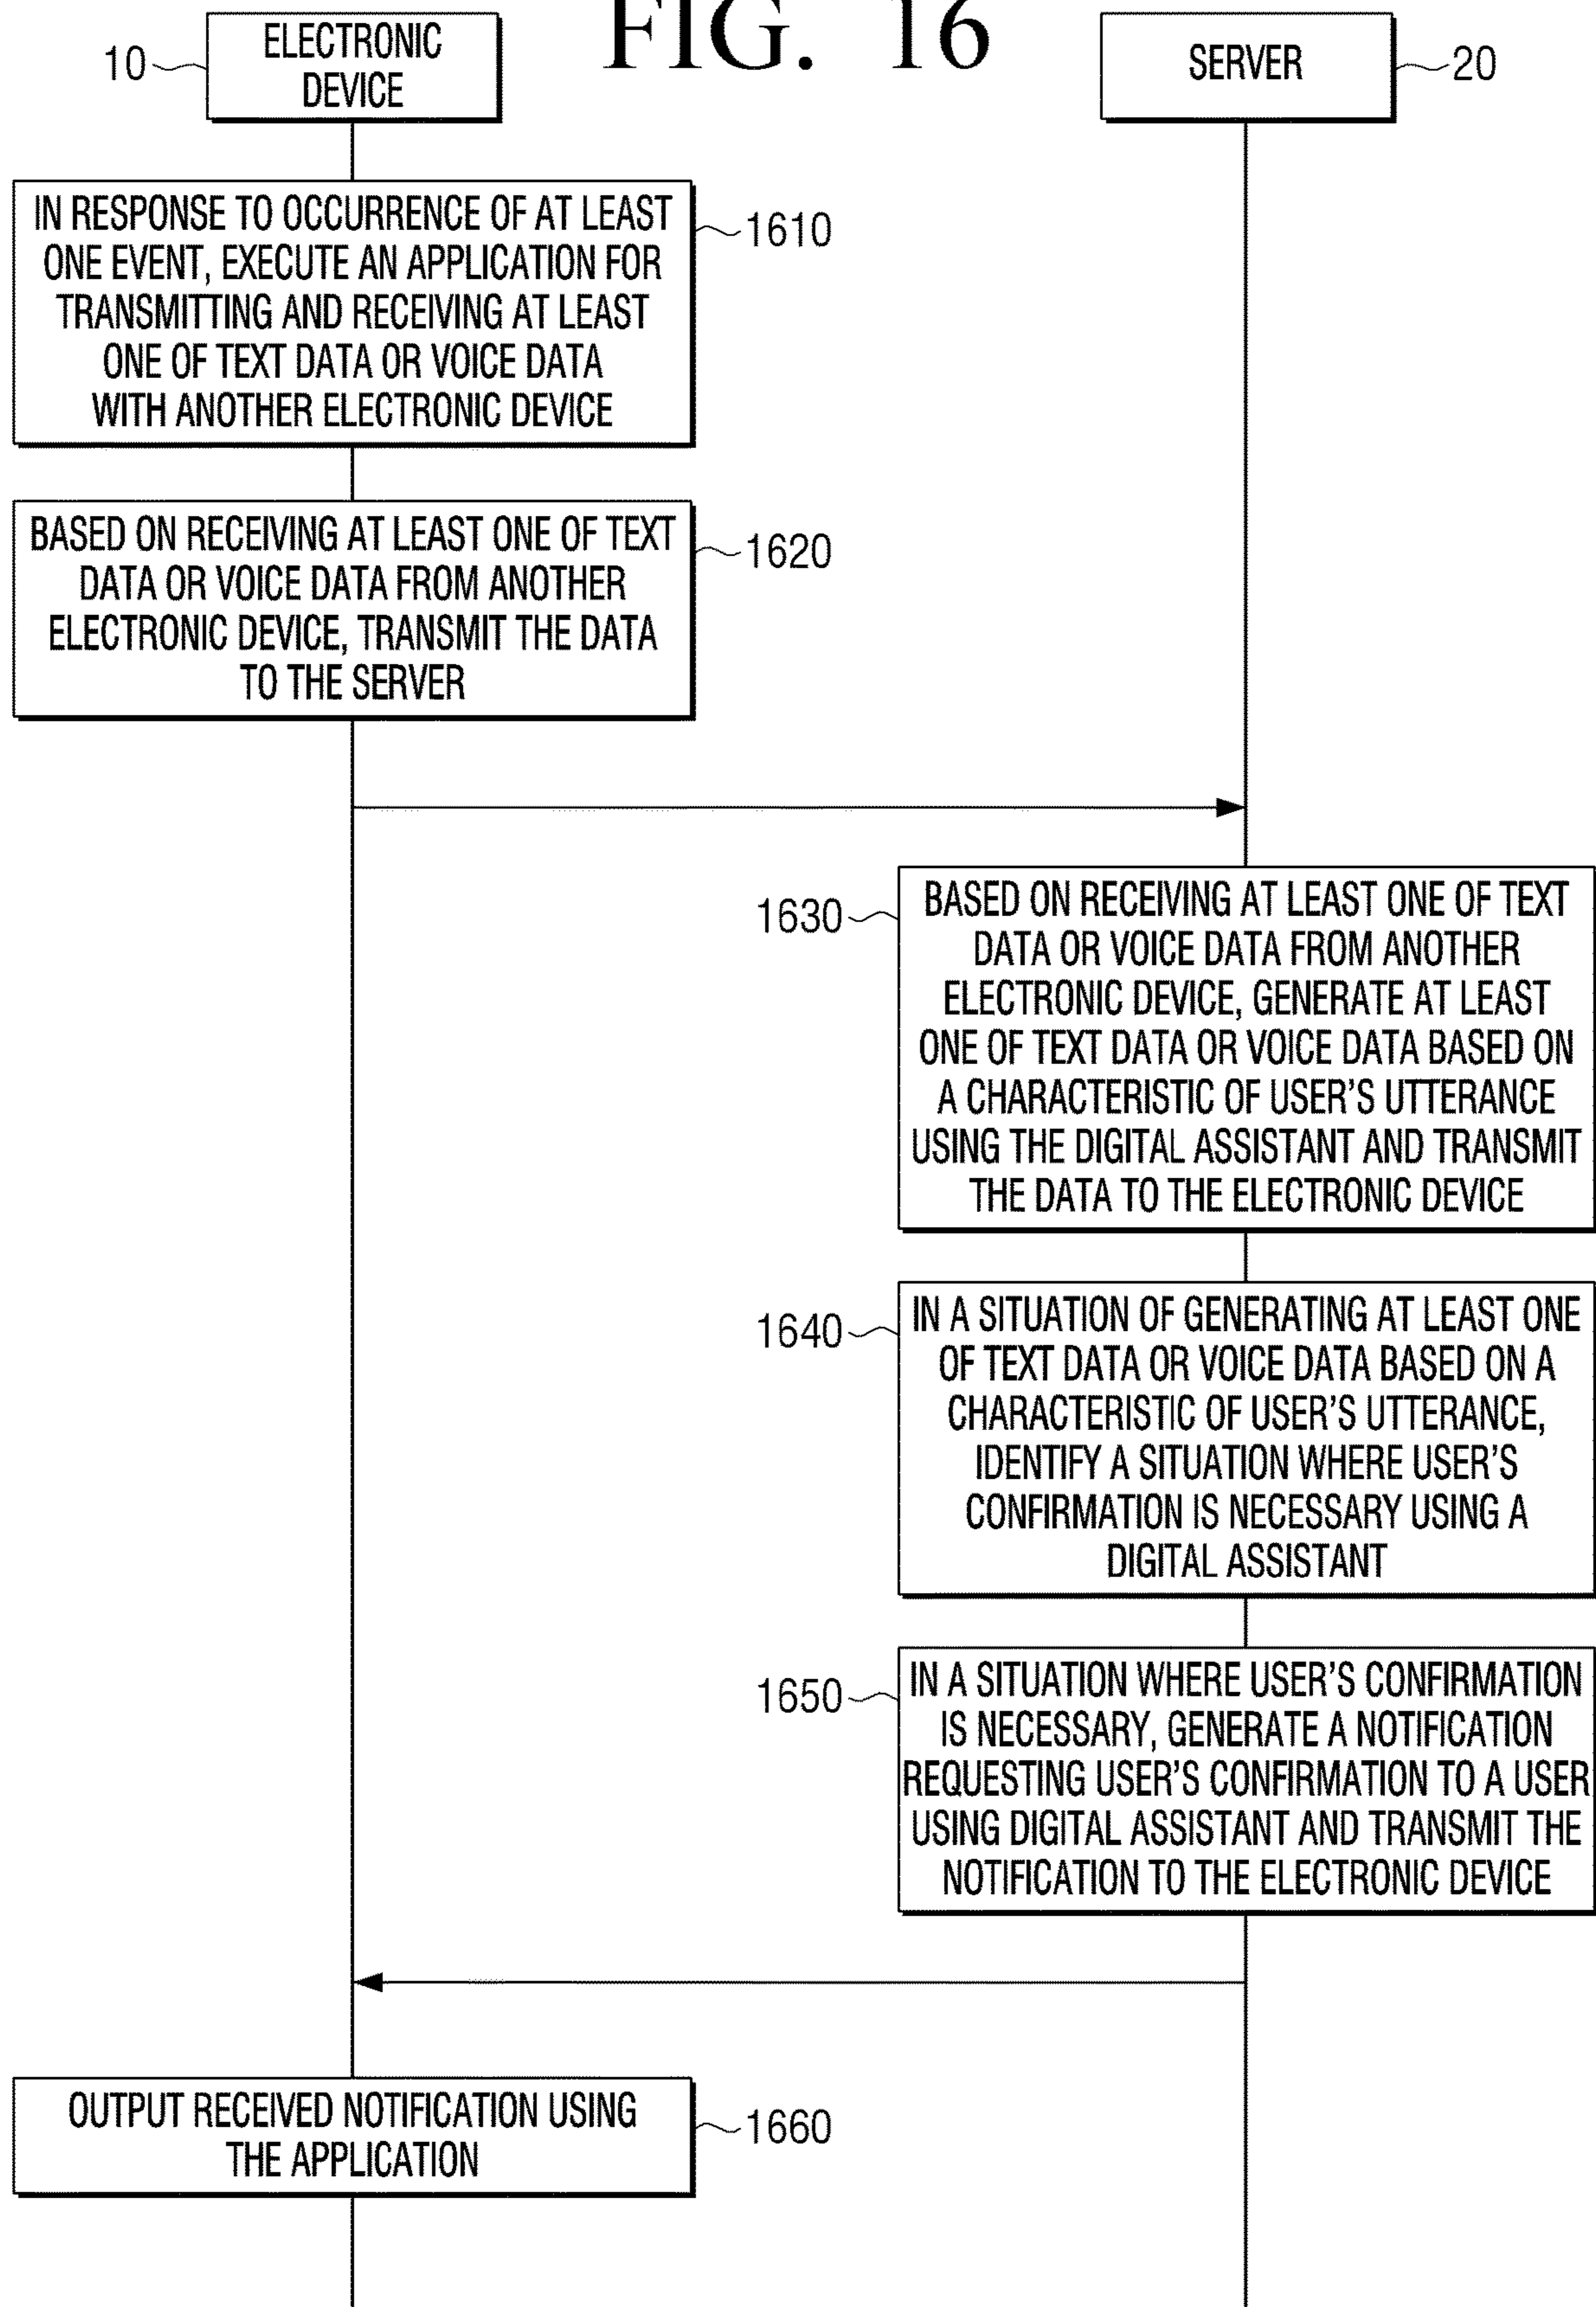 FIG. 16
10
ELECTRONIC
DEVICE
SERVER
20
IN RESPONSE TO OCCURRENCE OF AT LEAST
ONE EVENT, EXECUTE AN APPLICATION FOR
TRANSMITTING AND RECEIVING AT LEAST
ONE OF TEXT DATA OR VOICE DATA
WITH ANOTHER ELECTRONIC DEVICE
1610
BASED ON RECEIVING AT LEAST ONE OF TEXT
DATA OR VOICE DATA FROM ANOTHER
ELECTRONIC DEVICE, TRANSMIT THE DATA
TO THE SERVER
1620
1630
BASED ON RECEIVING AT LEAST ONE OF TEXT
DATA OR VOICE DATA FROM ANOTHER
ELECTRONIC DEVICE, GENERATE AT LEAST
ONE OF TEXT DATA OR VOICE DATA BASED ON
A CHARACTERISTIC OF USER'S UTTERANCE
USING THE DIGITAL ASSISTANT AND TRANSMIT
THE DATA TO THE ELECTRONIC DEVICE
1640
IN A SITUATION OF GENERATING AT LEAST ONE
OF TEXT DATA OR VOICE DATA BASED ON A
CHARACTERISTIC OF USER'S UTTERANCE,
IDENTIFY A SITUATION WHERE USER'S
CONFIRMATION IS NECESSARY USING A
DIGITAL ASSISTANT
1650
IN A SITUATION WHERE USER'S CONFIRMATION
IS NECESSARY, GENERATE A NOTIFICATION
REQUESTING USER'S CONFIRMATION TO A USER
USING DIGITAL ASSISTANT AND TRANSMIT THE
NOTIFICATION TO THE ELECTRONIC DEVICE
OUTPUT RECEIVED NOTIFICATION USING
THE APPLICATION
1660